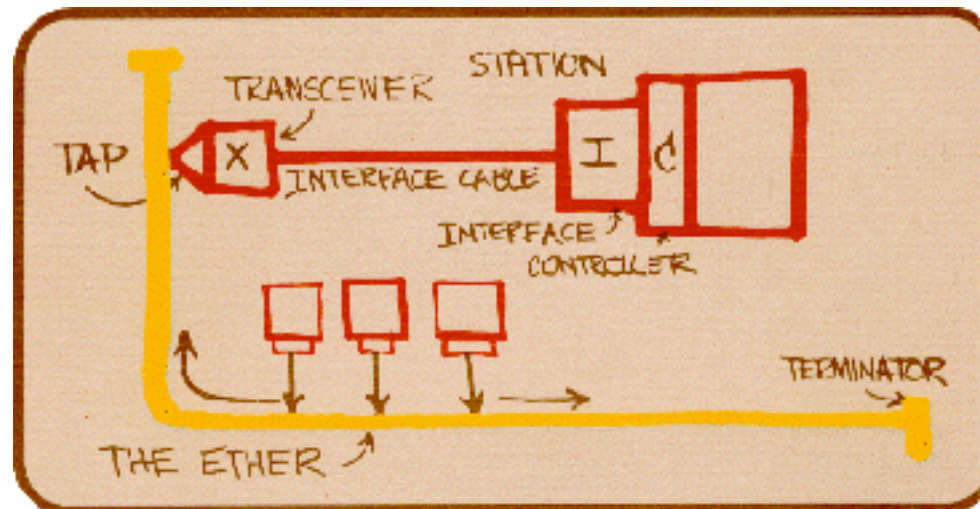 STATION
TRANSCEIVER
TAP
X
I
C
INTERFACE CABLE
INTERFACE
CONTROLLER
TERMINATOR
THE ETHER